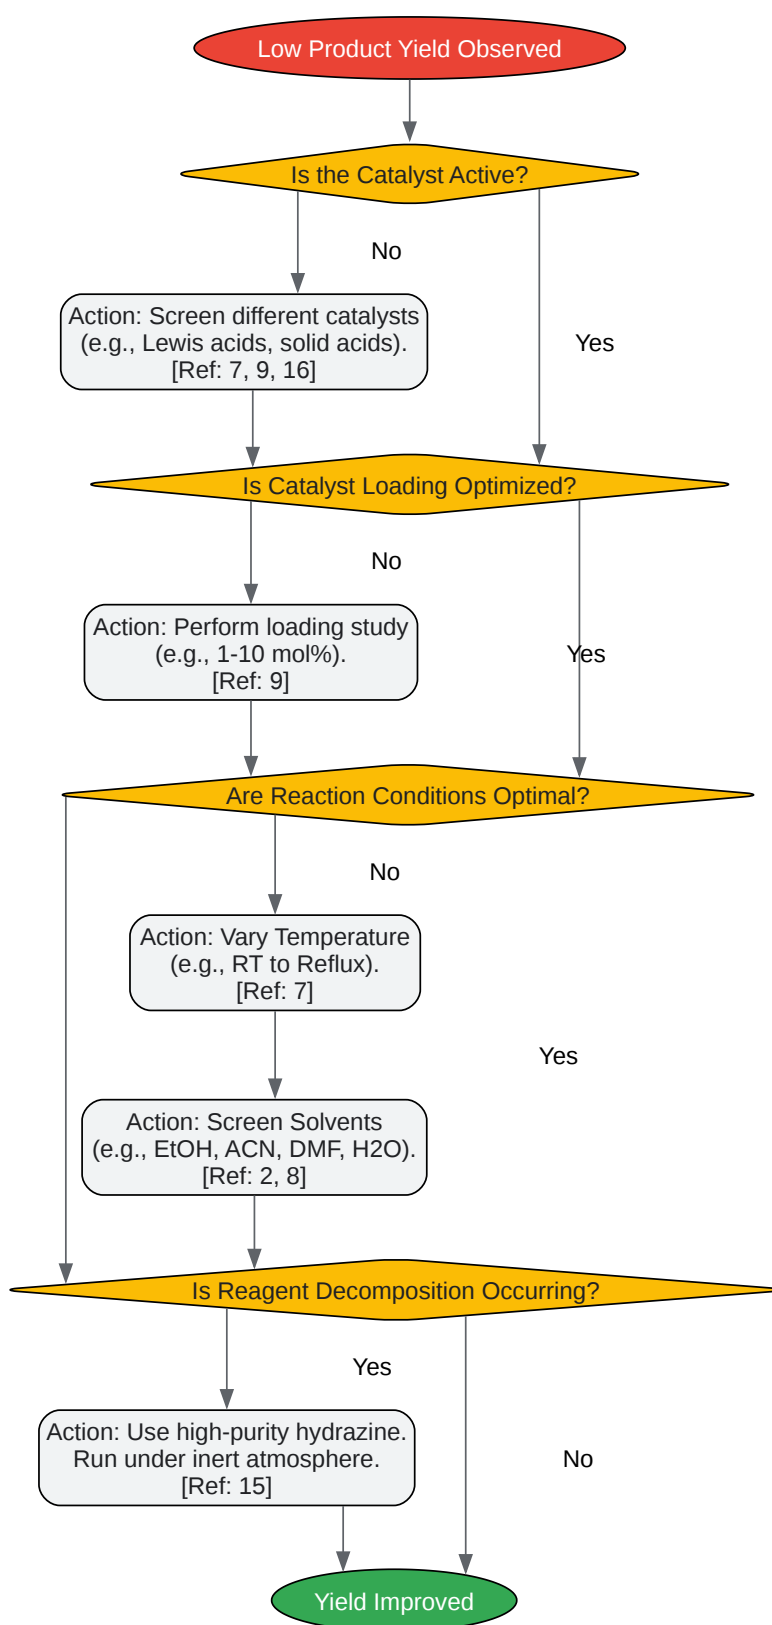 Low Product Yield Observed
Is the Catalyst Active?
No
Action: Screen different catalysts
(e.g., Lewis acids, solid acids).
[Ref: 7, 9, 16]
Yes
Is Catalyst Loading Optimized?
No
Action: Perform loading study
(e.g., 1-10 mol%).
[Ref: 9]
Yes
Are Reaction Conditions Optimal?
No
Action: Vary Temperature
(e.g., RT to Reflux).
[Ref: 7]
Yes
Action: Screen Solvents
(e.g., EtOH, ACN, DMF, H2O).
[Ref: 2, 8]
Is Reagent Decomposition Occurring?
Yes
Action: Use high-purity hydrazine.
Run under inert atmosphere.
[Ref: 15]
No
Yield Improved